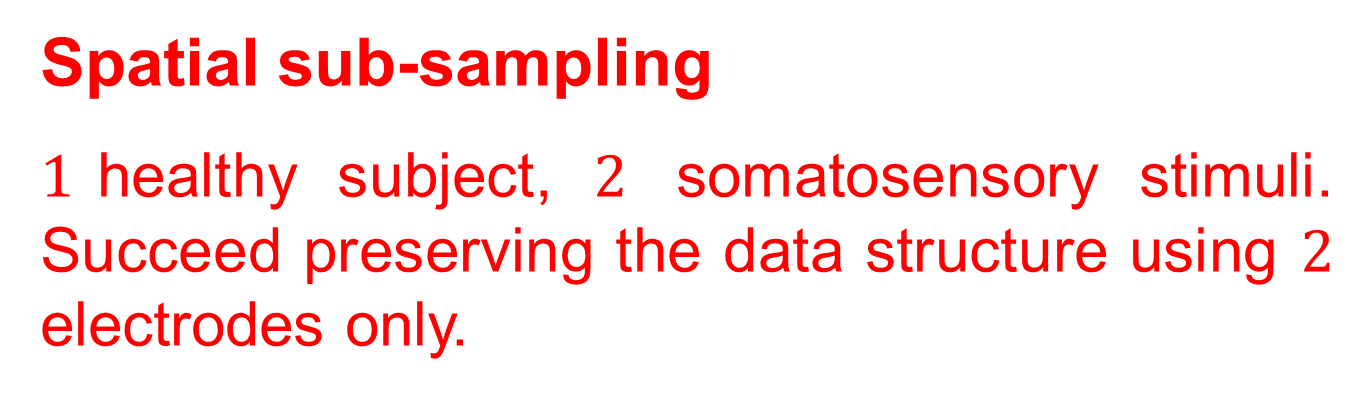 Spatial sub-sampling
1 healthy subject, 2 somatosensory stimuli.
Succeed preserving the data structure using 2
electrodes only.